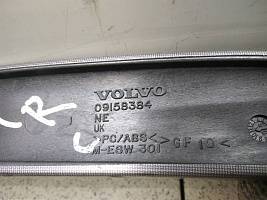 VOLVO
09158384
NE
UK
>PC/ABS<>GF 10<
M-ESW 301
R